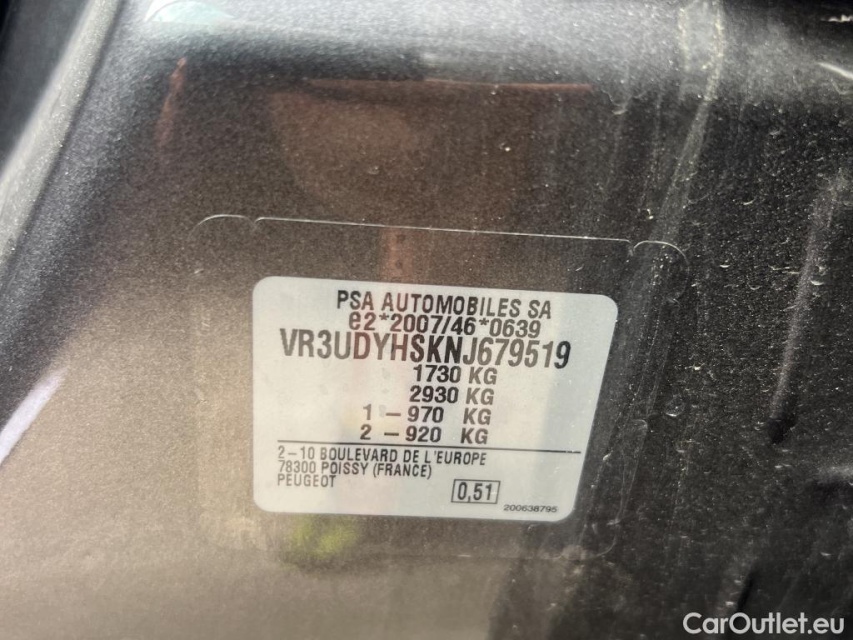 PSA AUTOMOBILES SA
e2*2007/46*0639
VR3UDYHSKNJ679519
1730 KG
2930 KG
1 – 970 KG
2 – 920 KG
2 – 10 BOULEVARD DE L'EUROPE
78300 POISSY (FRANCE)
PEUGEOT
0,51
200638795
CarOutlet.eu